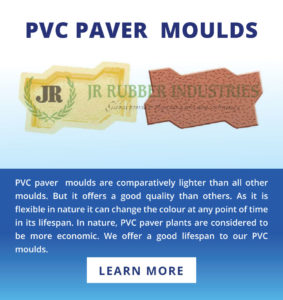 PVC PAVER MOULDS
JR
JR RUBBER INDUSTRIES
PVC paver moulds are comparatively lighter than all other
moulds. But it offers a good quality than others. As it is
flexible in nature it can change the colour at any point of time
in its lifespan. In nature, PVC paver plants are considered to
be more economic. We offer a good lifespan to our PVC
moulds.
LEARN MORE